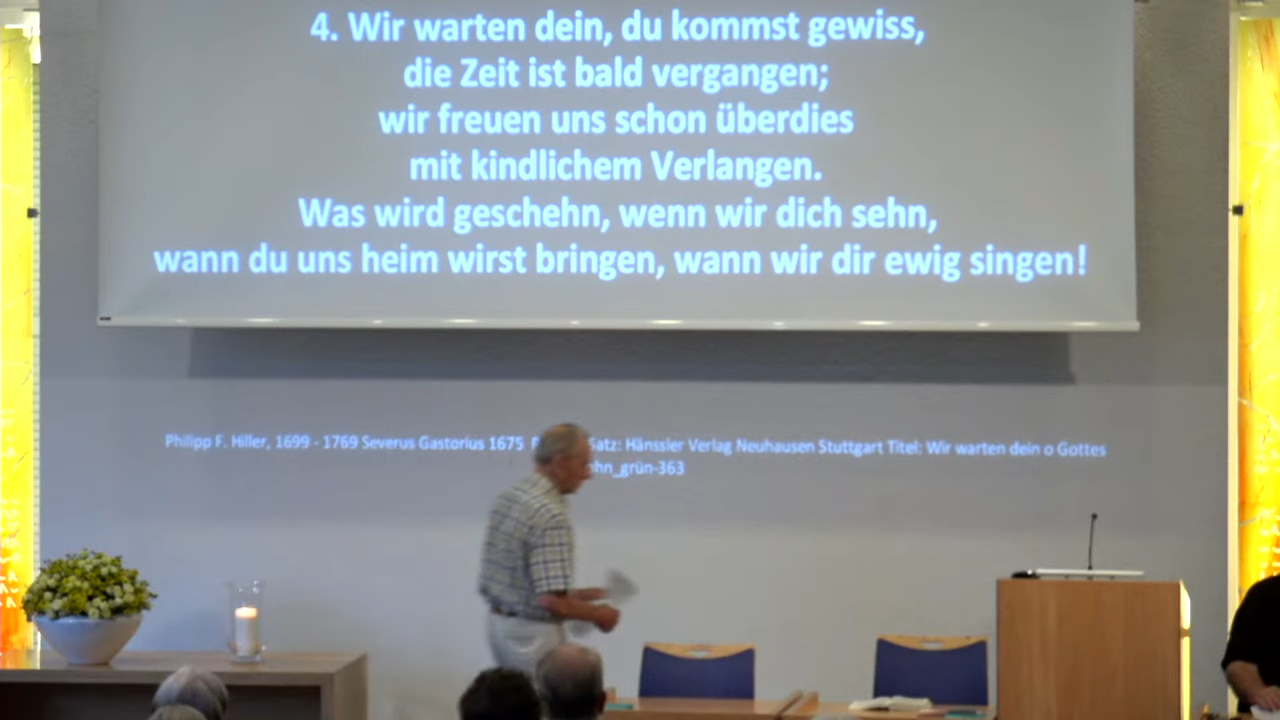 4. Wir warten dein, du kommst gewiss,
die Zeit ist bald vergangen;
wir freuen uns schon überdies
mit kindlichem Verlangen.
Was wird geschehn, wenn wir dich sehn,
wann du uns heim wirst bringen, wann wir dir ewig singen!
Philipp F. Hiller, 1699 - 1769 Severus Gastorius 1675 Satz: Hänssler Verlag Neuhausen Stuttgart Titel: Wir warten dein o Gottes
grün-363